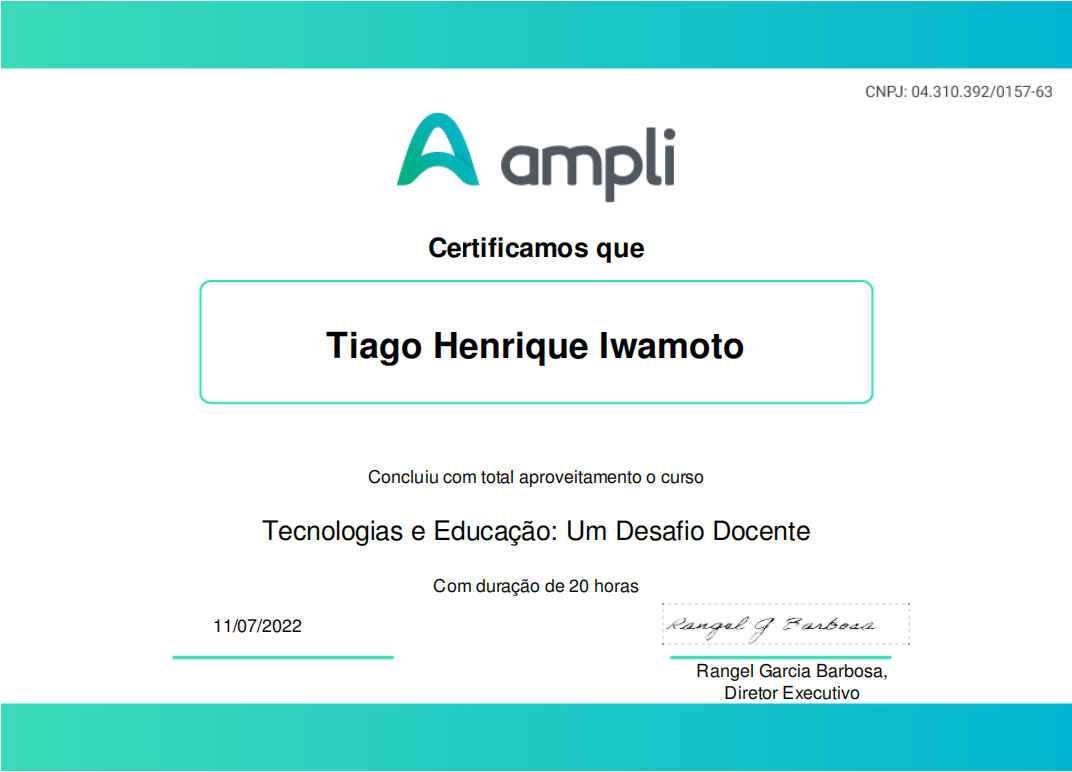 CNPJ: 04.310.392/0157-63
ampli
Certificamos que
Tiago Henrique Iwamoto
Concluiu com total aproveitamento o curso
Tecnologias e Educação: Um Desafio Docente
Com duração de 20 horas
11/07/2022
Rangel G Barbosa
Rangel Garcia Barbosa,
Diretor Executivo